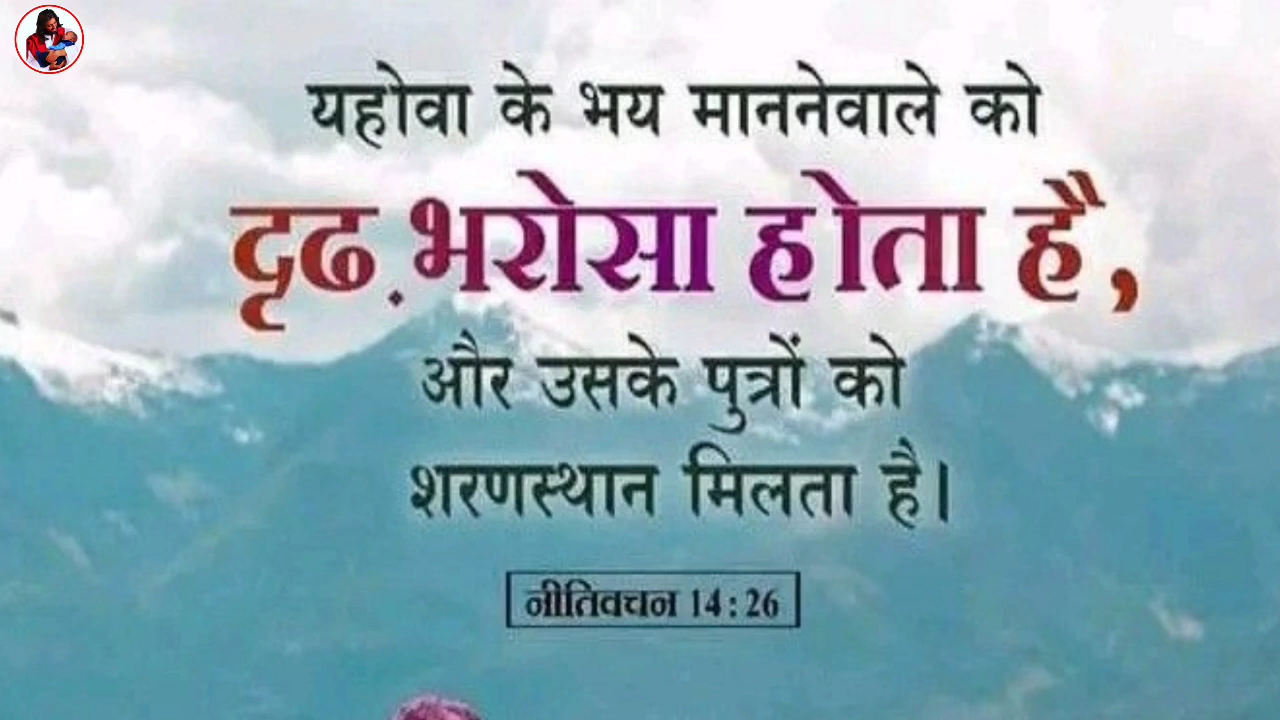 यहोवा के भय माननेवाले को
दृढ़ भरोसा होता है,
और उसके पुत्रों को
शरणस्थान मिलता है।
नीतिवचन 14:26